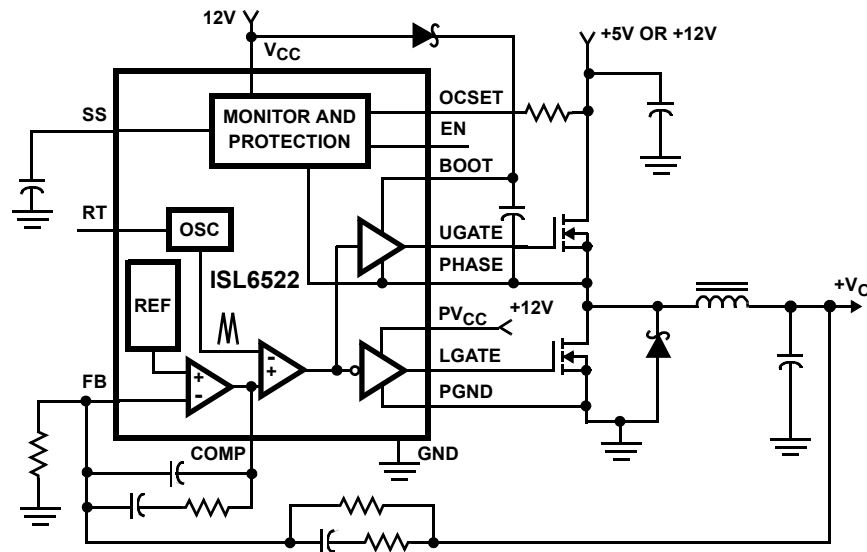 12V
+5V OR +12V
VCC
SS
MONITOR AND
PROTECTION
OCSET
EN
BOOT
RT
OSC
UGATE
PHASE
ISL6522
REF
PVCC
+12V
+VO
LGATE
FB
+
-
-
+
PGND
COMP
GND